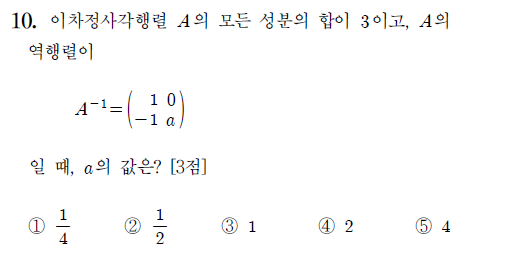 10. 이차정사각행렬 A의 모든 성분의 합이 3이고, A의
역행렬이
A⁻¹=( 1 0
-1 a )
일 때, a의 값은? [3점]
① 1/4 ② 1/2 ③ 1 ④ 2 ⑤ 4